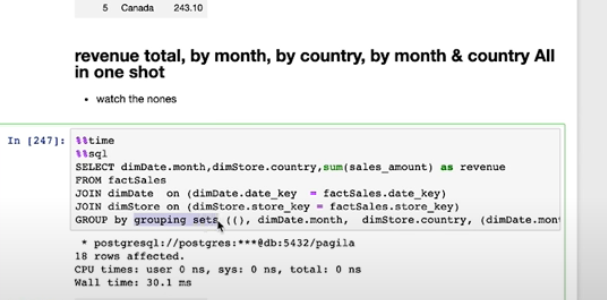 5 Canada 243.10
revenue total, by month, by country, by month & country All
in one shot
• watch the nones
In [247]:
%%time
%%sql
SELECT dimDate.month,dimStore.country,sum(sales_amount) as revenue
FROM factSales
JOIN dimDate on (dimDate.date_key = factSales.date_key)
JOIN dimStore on (dimStore.store_key = factSales.store_key)
GROUP by grouping sets ((), dimDate.month, dimStore.country, (dimDate.mon
* postgresql://postgres:***@db:5432/pagila
18 rows affected.
CPU times: user 0 ns, sys: 0 ns, total: 0 ns
Wall time: 30.1 ms